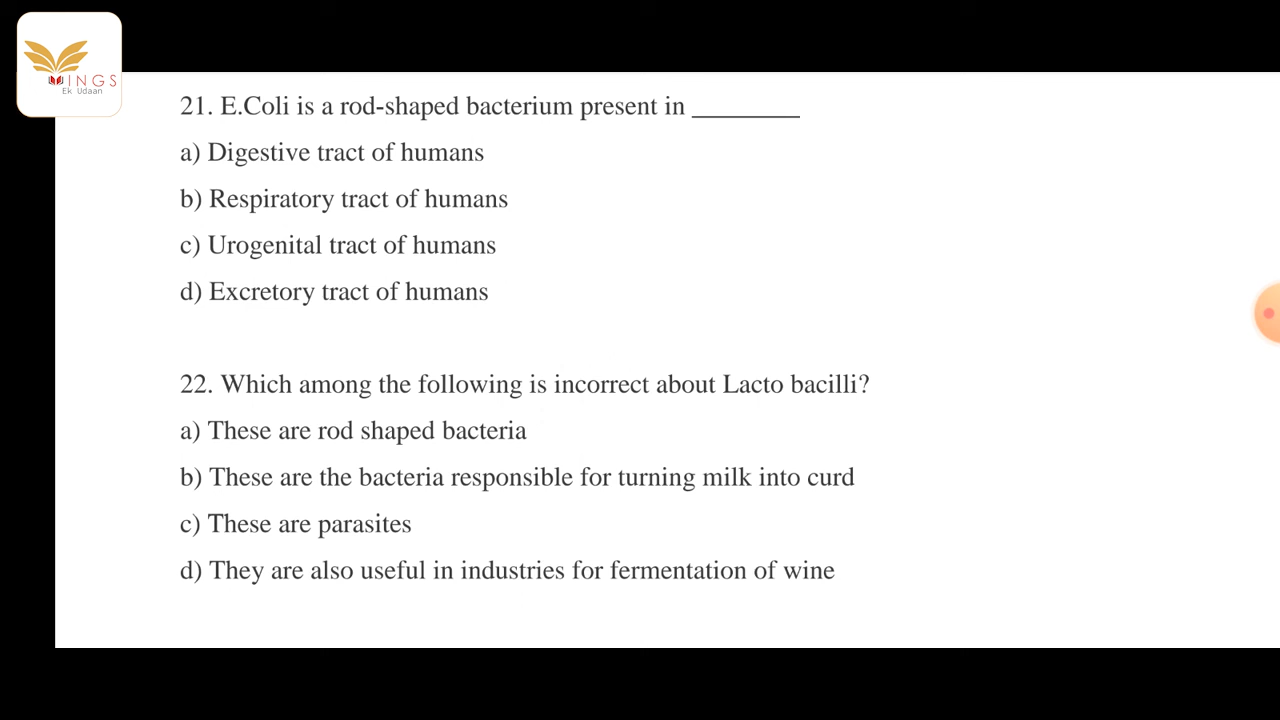 WINGS
Ek Udaan
21. E.Coli is a rod-shaped bacterium present in ________
a) Digestive tract of humans
b) Respiratory tract of humans
c) Urogenital tract of humans
d) Excretory tract of humans
22. Which among the following is incorrect about Lacto bacilli?
a) These are rod shaped bacteria
b) These are the bacteria responsible for turning milk into curd
c) These are parasites
d) They are also useful in industries for fermentation of wine